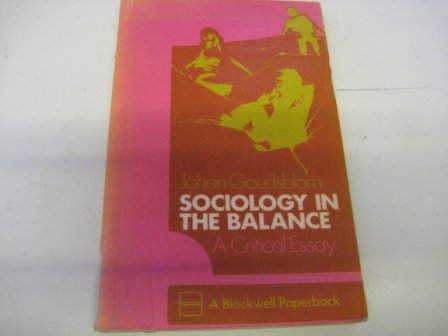 Johan Goudsblom
SOCIOLOGY IN
THE BALANCE
A Critical Essay
A Blackwell Paperback